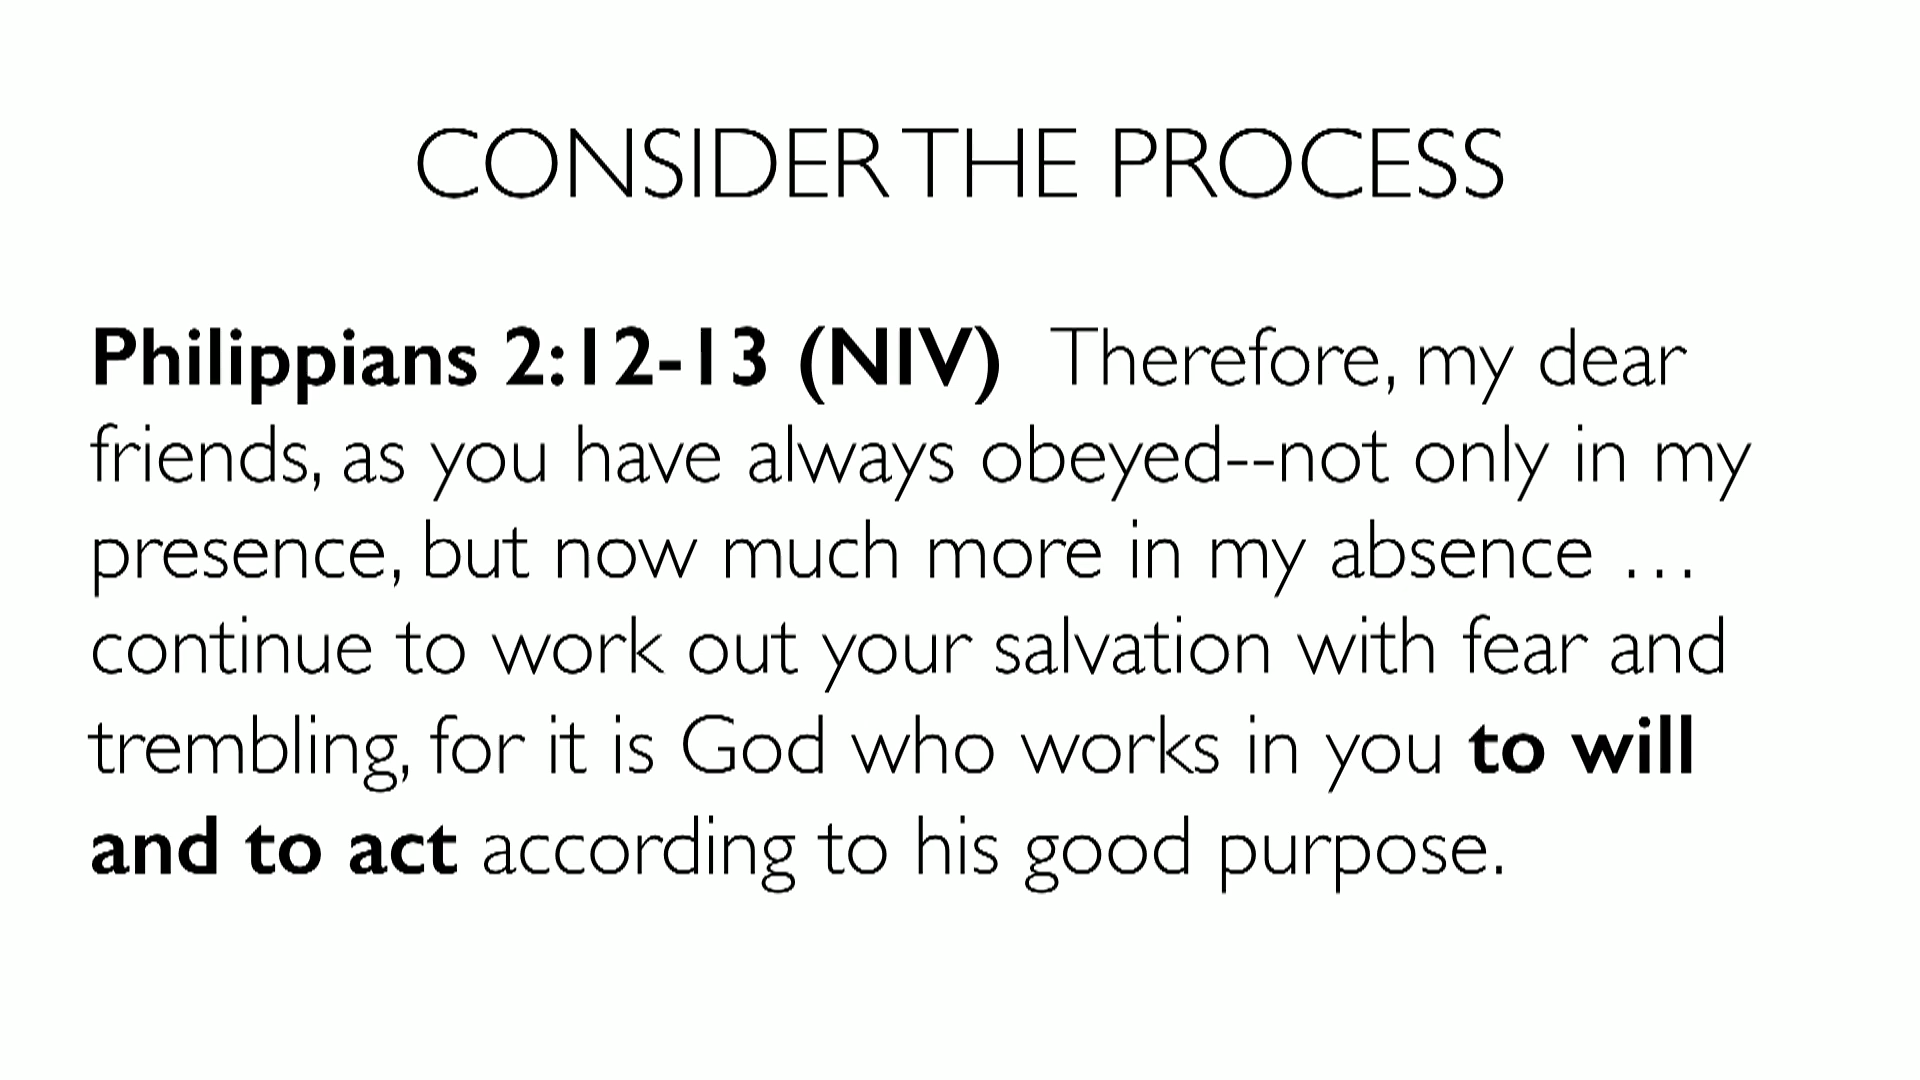 CONSIDER THE PROCESS
Philippians 2:12-13 (NIV) Therefore, my dear
friends, as you have always obeyed--not only in my
presence, but now much more in my absence …
continue to work out your salvation with fear and
trembling, for it is God who works in you to will
and to act according to his good purpose.